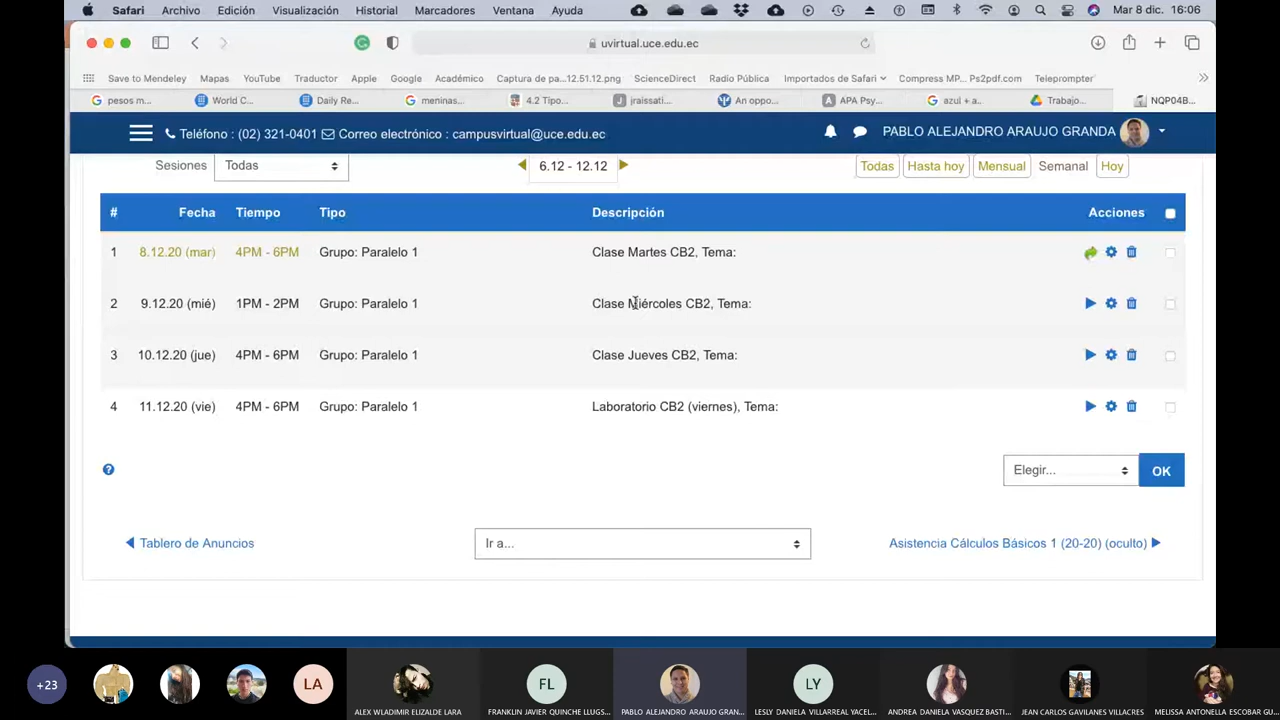 Safari Archivo Edición Visualización Historial Marcadores Ventana Ayuda Mar 8 dic. 16:06
uvirtual.uce.edu.ec
Save to Mendeley Mapas YouTube Traductor Apple Google Académico Captura de pa...12.51.12.png ScienceDirect Radio Pública Importados de Safari Compress MP... Ps2pdf.com Teleprompter
pesos m... World C... Daily Re... meninas... 4.2 Tipo... jraissati... An oppo... APA Psy... azul + a... Trabajo... NQP04B...
Teléfono : (02) 321-0401 Correo electrónico : campusvirtual@uce.edu.ec PABLO ALEJANDRO ARAUJO GRANDA
Sesiones Todas 6.12 - 12.12 Todas Hasta hoy Mensual Semanal Hoy
# Fecha Tiempo Tipo Descripción Acciones
1 8.12.20 (mar) 4PM - 6PM Grupo: Paralelo 1 Clase Martes CB2, Tema:
2 9.12.20 (mié) 1PM - 2PM Grupo: Paralelo 1 Clase Miércoles CB2, Tema:
3 10.12.20 (jue) 4PM - 6PM Grupo: Paralelo 1 Clase Jueves CB2, Tema:
4 11.12.20 (vie) 4PM - 6PM Grupo: Paralelo 1 Laboratorio CB2 (viernes), Tema:
? Elegir... OK
Tablero de Anuncios Ir a... Asistencia Cálculos Básicos 1 (20-20) (oculto)
+23 LA FL LY
ALEX WLADIMIR ELIZALDE LARA FRANKLIN JAVIER QUINCHE LLUGS... PABLO ALEJANDRO ARAUJO GRAN... LESLY DANIELA VILLARREAL YACEL... ANDREA DANIELA VASQUEZ BASTI... JEAN CARLOS GAVILANES VILLACRES MELISSA ANTONELLA ESCOBAR GU...